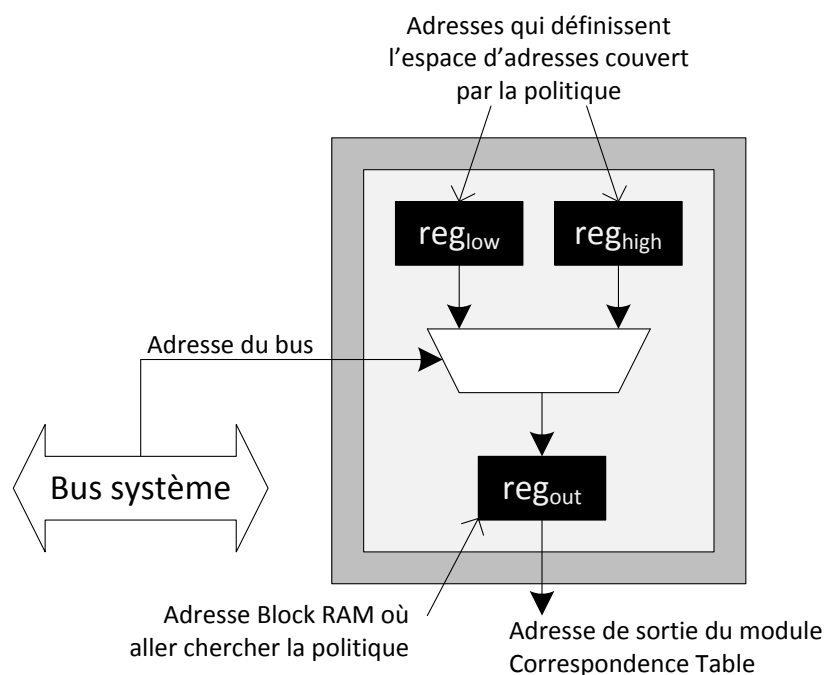 Adresses qui définissent
l'espace d'adresses couvert
par la politique
reglow
reghigh
Adresse du bus
Bus système
regout
Adresse Block RAM où
aller chercher la politique
Adresse de sortie du module
Correspondence Table